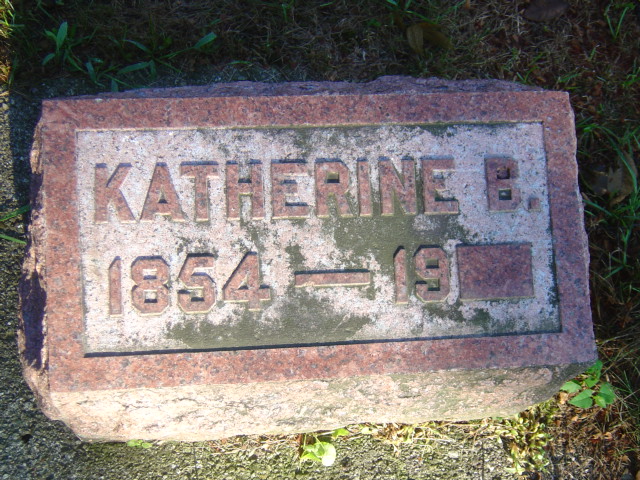 KATHERINE B.
1854 — 19